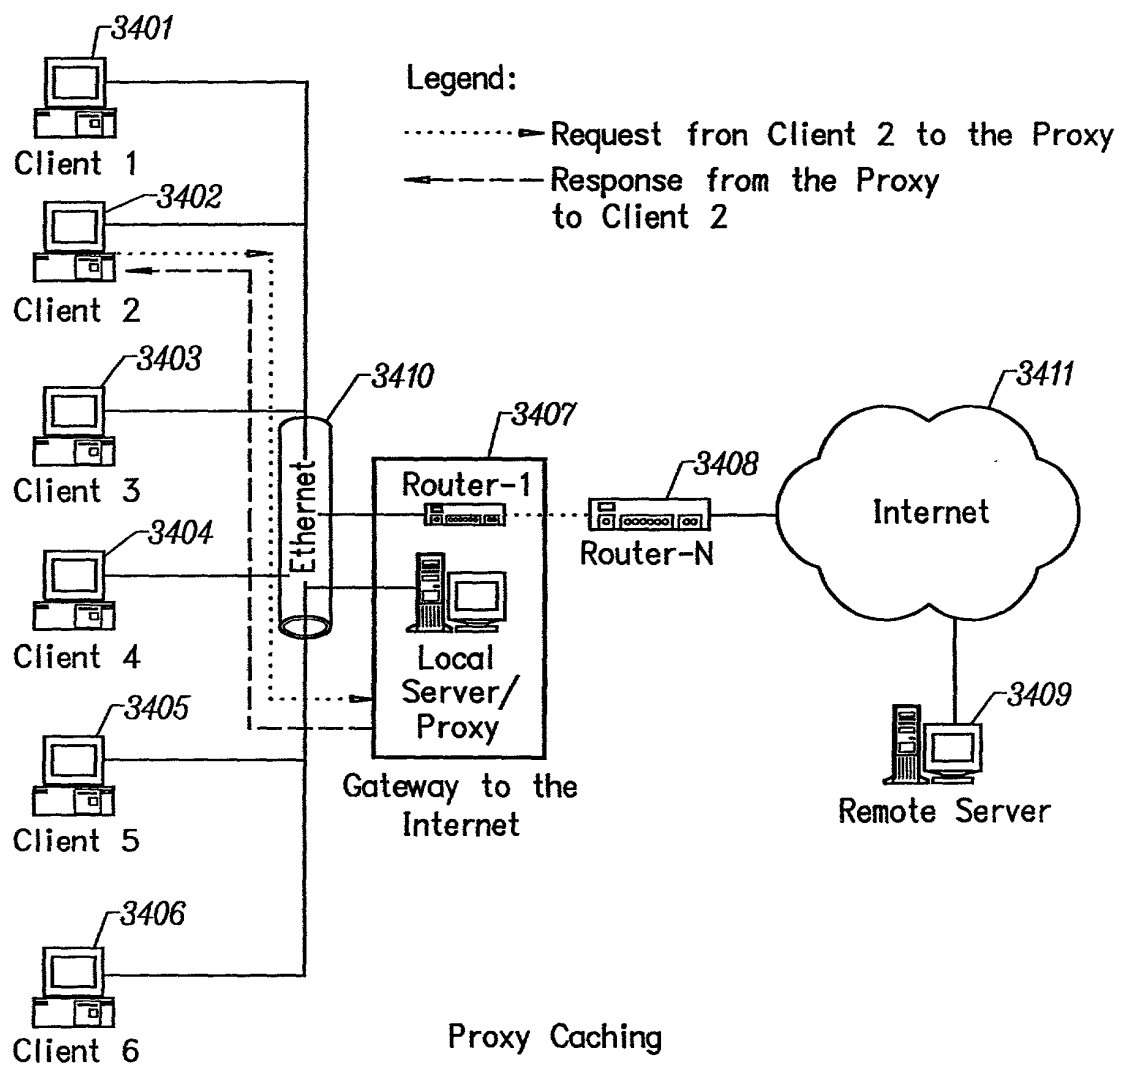 3401
Client 1
Legend:
Request fron Client 2 to the Proxy
Response from the Proxy
to Client 2
3402
Client 2
3403
Client 3
3410
3407
3411
Router-1
3408
Router-N
Internet
Ethernet
3404
Client 4
Local
Server/
Proxy
Gateway to the
Internet
3409
Remote Server
3405
Client 5
3406
Client 6
Proxy Caching